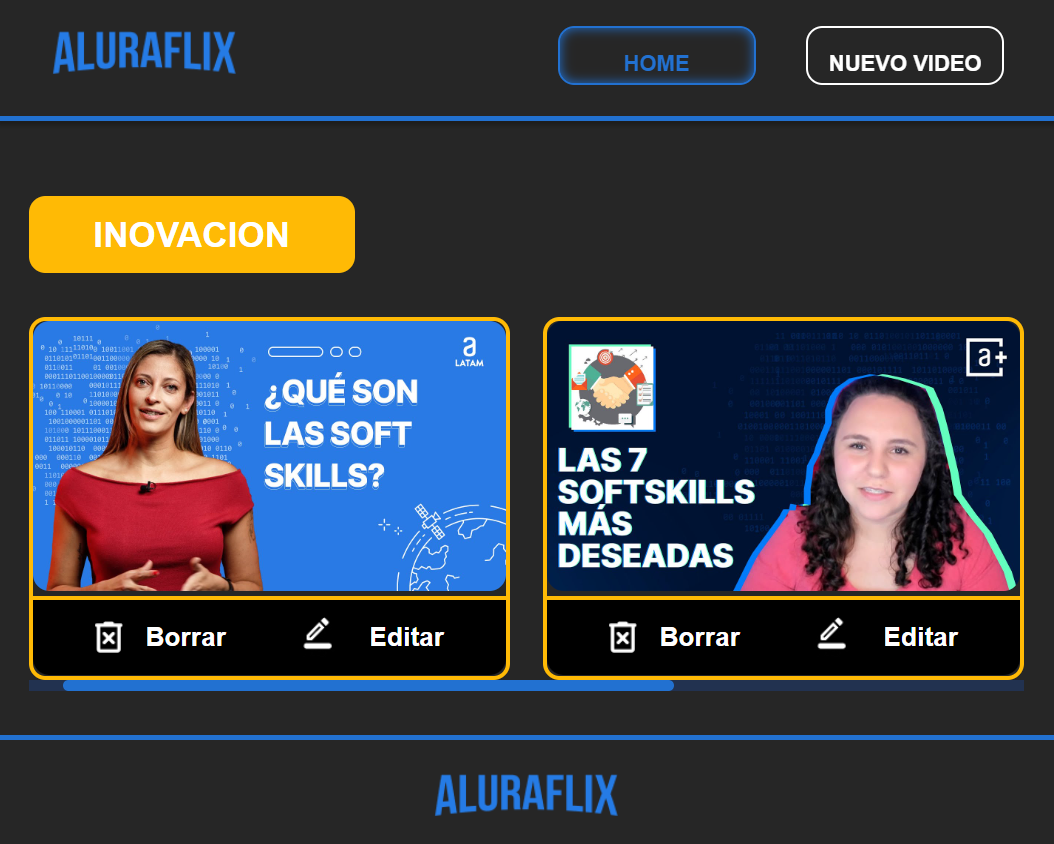 ALURAFLIX
HOME
NUEVO VIDEO
INOVACION
a
LATAM
¿QUÉ SON
LAS SOFT
SKILLS?
a+
LAS 7
SOFTSKILLS
MÁS
DESEADAS
Borrar
Editar
Borrar
Editar
ALURAFLIX